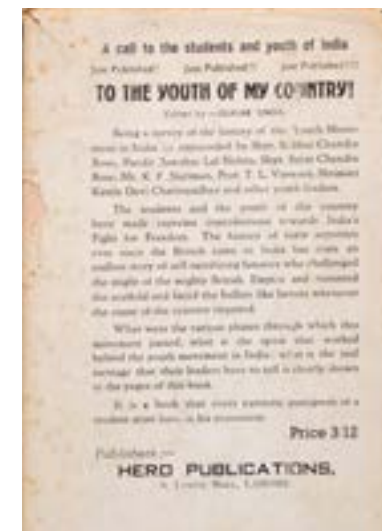 A call to the students and youth of India
Just Published! Just Published!! Just Published!!!
TO THE YOUTH OF MY COUNTRY!
Being a survey of the history of the Youth Move-
ment in India as expounded by Shri Subhas Chandra
Bose, Pandit Jawahar Lal Nehru, Shri Sarat Chandra
Bose, Mr. K. F. Nariman, Prof. T. L. Vaswani, Shrimati
Kamla Devi Chattopadhya and other youth leaders.
The students and the youth of the country
have made supreme contributions towards India's
Fight for Freedom. The history of
ever since the British came to India has been an
endless story of self sacrificing heroes who challenged
the might of the mighty British Empire and mounted
the scaffold and faced the bullets like heroes whenever
the cause of the country required.
What were the various phases through which this
movement passed, what is the spirit that worked
behind the youth movement in India, what is the real
message that their leaders have to tell is clearly shown
in the pages of this book.
It is a book that every patriotic
student must have in his possession.
Price 3/12
Publishers :—
HERO PUBLICATIONS,
LAHORE